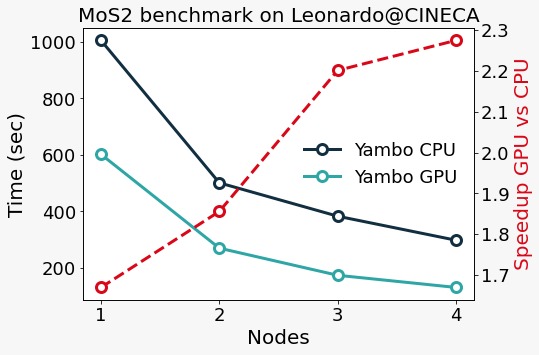 MoS2 benchmark on Leonardo@CINECA
Time (sec)
1000
800
600
400
200
Yambo CPU
Yambo GPU
2.3
2.2
2.1
2.0
1.9
1.8
1.7
Speedup GPU vs CPU
1 2 3 4
Nodes